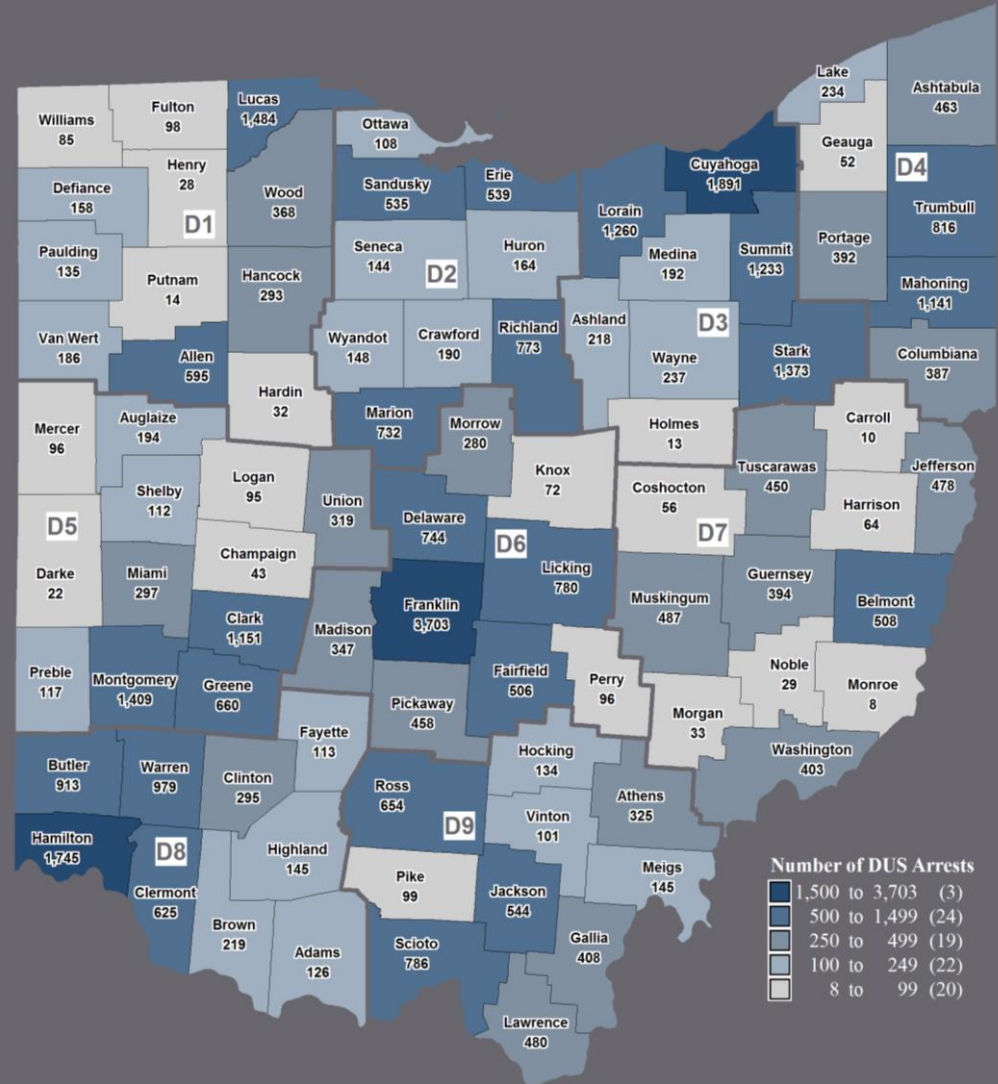 Lake
234
Ashtabula
463
Lucas
1,484
Fulton
98
Williams
85
Ottawa
108
Geauga
52
Cuyahoga
1,891
D4
Henry
28
Defiance
158
Wood
368
Sandusky
535
Erie
539
Trumbull
816
D1
Lorain
1,260
Portage
392
Summit
1,233
Medina
192
Paulding
135
Seneca
144
D2
Huron
164
Putnam
14
Hancock
293
Mahoning
1,141
Van Wert
186
Allen
595
Wyandot
148
Crawford
190
Richland
773
Ashland
218
D3
Wayne
237
Stark
1,373
Columbiana
387
Hardin
32
Mercer
96
Auglaize
194
Marion
732
Morrow
280
Holmes
13
Carroll
10
Knox
72
Tuscarawas
450
Jefferson
478
Logan
95
Shelby
112
Union
319
Coshocton
56
Harrison
64
D5
Delaware
744
D6
D7
Champaign
43
Darke
22
Miami
297
Licking
780
Guernsey
394
Franklin
3,703
Muskingum
487
Belmont
508
Clark
1,151
Madison
347
Preble
117
Montgomery
1,409
Greene
660
Fairfield
506
Perry
96
Noble
29
Monroe
8
Pickaway
458
Morgan
33
Fayette
113
Hocking
134
Washington
403
Butler
913
Warren
979
Clinton
295
Ross
654
Athens
325
D9
Vinton
101
Hamilton
1,745
D8
Highland
145
Meigs
145
Pike
99
Jackson
544
Clermont
625
Brown
219
Adams
126
Scioto
786
Gallia
408
Lawrence
480
Number of DUS Arrests
1,500 to 3,703 (3)
500 to 1,499 (24)
250 to 499 (19)
100 to 249 (22)
8 to 99 (20)